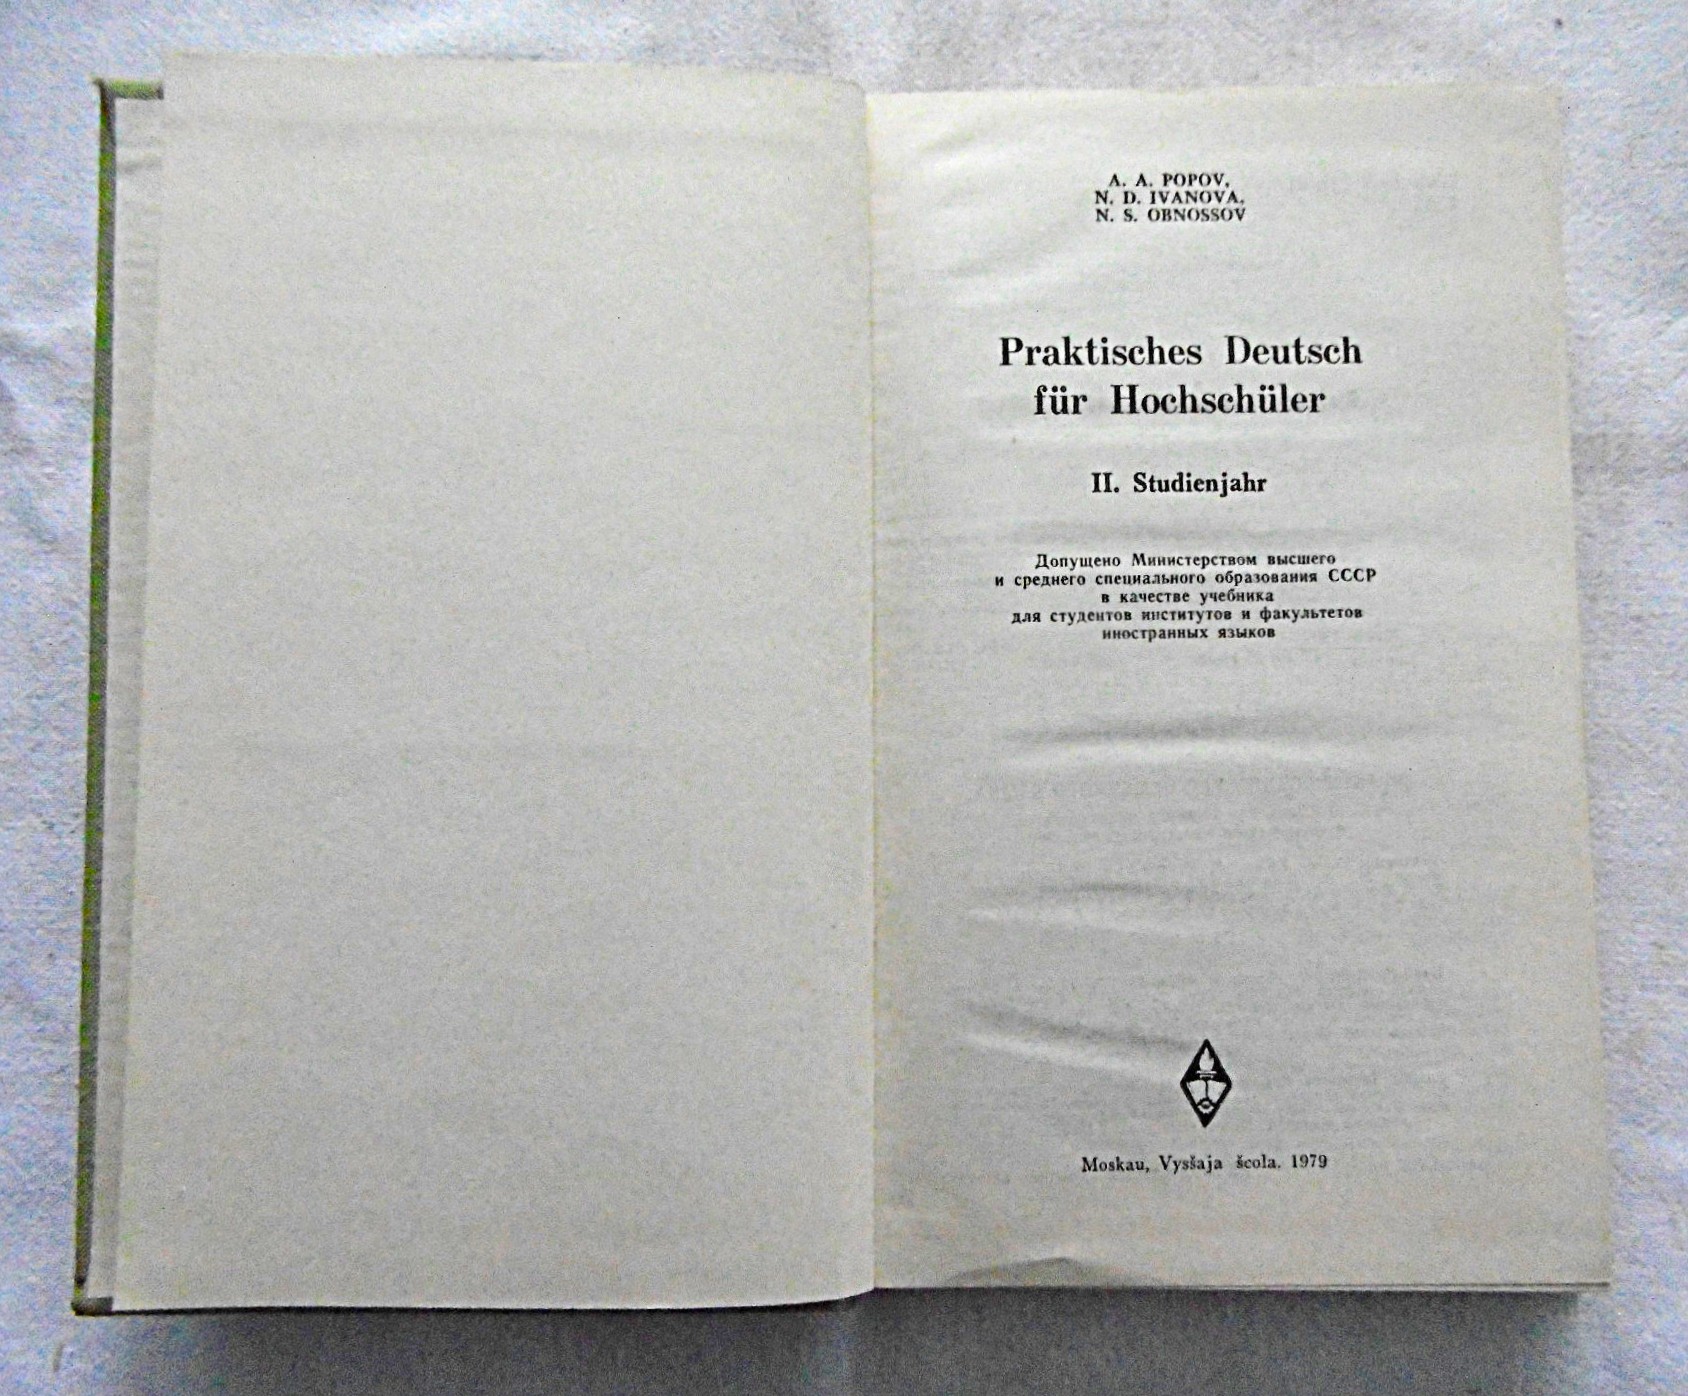 A. A. POPOV,
N. D. IVANOVA,
N. S. OBNOSSOV
Praktisches Deutsch
für Hochschüler
II. Studienjahr
Допущено Министерством высшего
и среднего специального образования СССР
в качестве учебника
для студентов институтов и факультетов
иностранных языков
Moskau, Vysšaja šcola. 1979